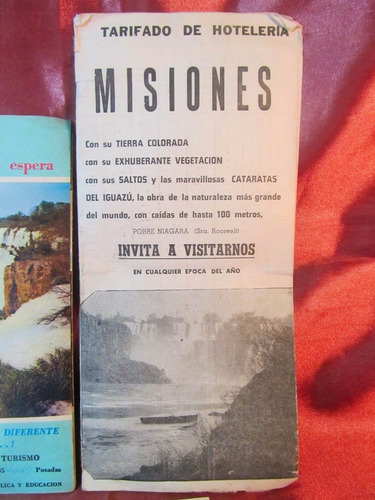 TARIFADO DE HOTELERIA
MISIONES
Con su TIERRA COLORADA
con su EXHUBERANTE VEGETACION
con sus SALTOS y las maravillosas CATARATAS
DEL IGUAZÚ, la obra de la naturaleza más grande
del mundo, con caídas de hasta 100 metros,
POBRE NIAGARA (Sra. Roosvelt)
INVITA A VISITARNOS
EN CUALQUIER EPOCA DEL AÑO
espera
DIFERENTE
TURISMO
Posadas
LICA Y EDUCACION